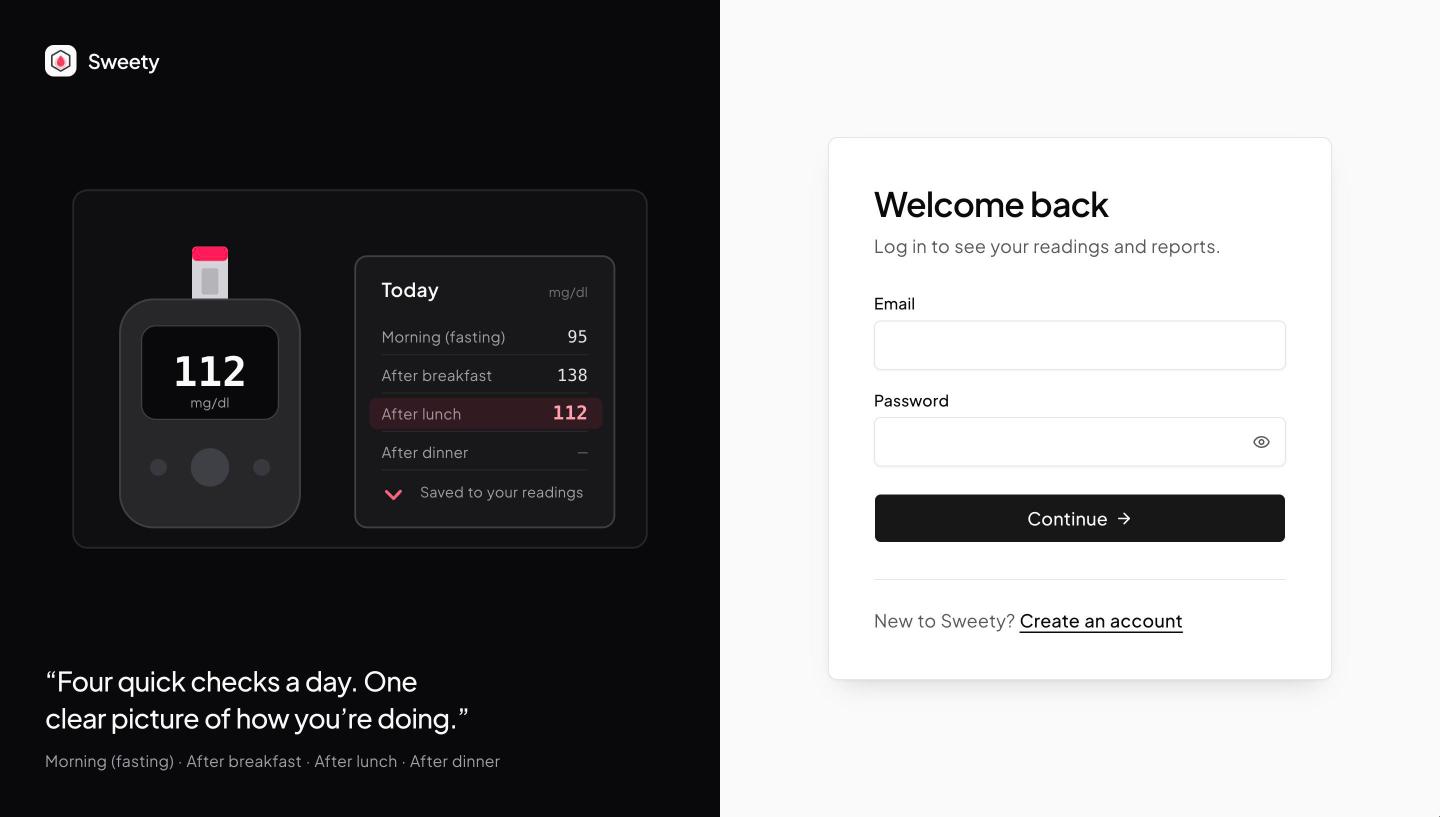 Sweety
112
mg/dl
Today mg/dl
Morning (fasting) 95
After breakfast 138
After lunch 112
After dinner –
Saved to your readings
“Four quick checks a day. One
clear picture of how you’re doing.”
Morning (fasting) · After breakfast · After lunch · After dinner
Welcome back
Log in to see your readings and reports.
Email
Password
Continue →
New to Sweety? Create an account